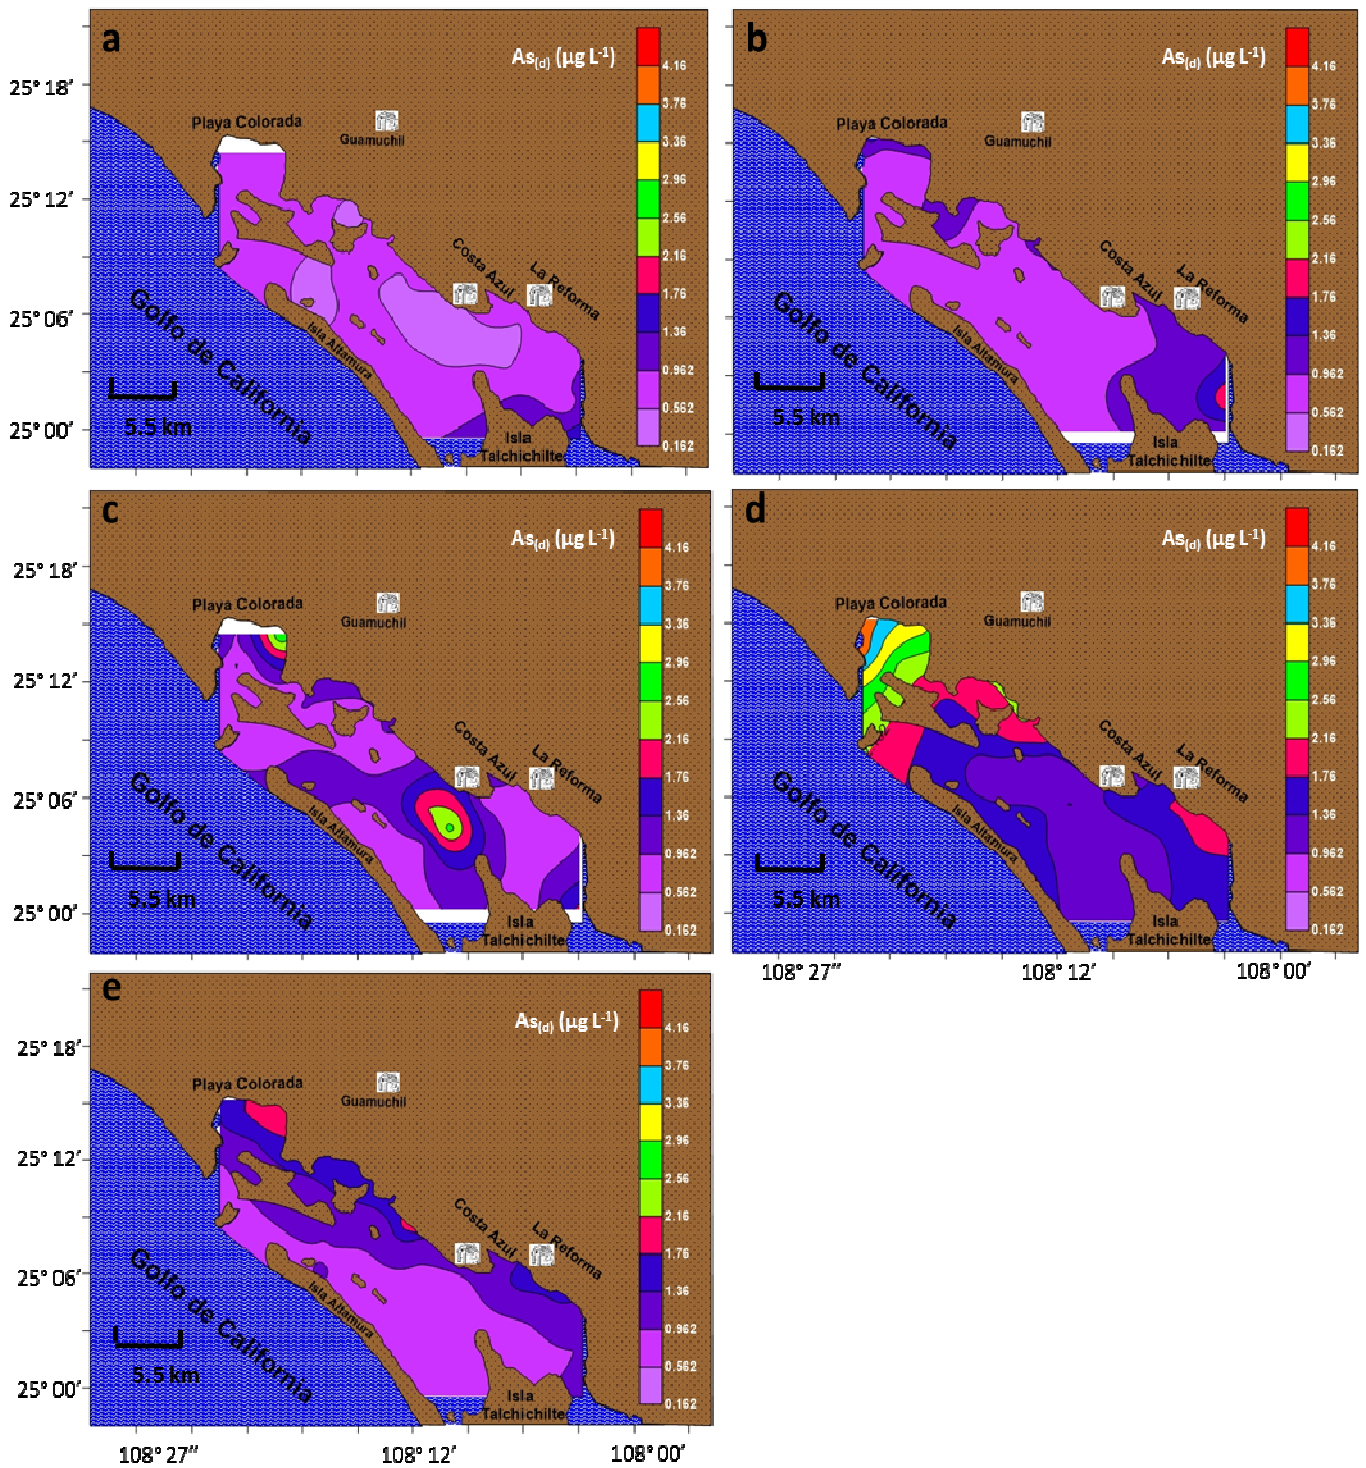 a
As(d) (µg L-1)
4.16
3.76
3.36
2.96
2.56
2.16
1.76
1.36
0.962
0.562
0.162
25° 18′
25° 12′
25° 06′
25° 00′
Playa Colorada
Guamuchil
Costa Azul
La Reforma
Golfo de California
Isla Altamura
5.5 km
Isla
Talchichilte
b
As(d) (µg L-1)
4.16
3.76
3.36
2.96
2.56
2.16
1.76
1.36
0.962
0.562
0.162
Playa Colorada
Guamuchil
Costa Azul
La Reforma
Golfo de California
Isla Altamura
5.5 km
Isla
Talchichilte
c
As(d) (µg L-1)
4.16
3.76
3.36
2.96
2.56
2.16
1.76
1.36
0.962
0.562
0.162
25° 18′
25° 12′
25° 06′
25° 00′
Playa Colorada
Guamuchil
Costa Azul
La Reforma
Golfo de California
Isla Altamura
5.5 km
Isla
Talchichilte
d
As(d) (µg L-1)
4.16
3.76
3.36
2.96
2.56
2.16
1.76
1.36
0.962
0.562
0.162
Playa Colorada
Guamuchil
Costa Azul
La Reforma
Golfo de California
Isla Altamura
5.5 km
Isla
Talchichilte
108° 27′′′ 108° 12′ 108° 00′
e
As(d) (µg L-1)
4.16
3.76
3.36
2.96
2.56
2.16
1.76
1.36
0.962
0.562
0.162
25° 18′
25° 12′
25° 06′
25° 00′
Playa Colorada
Guamuchil
Costa Azul
La Reforma
Golfo de California
Isla Altamura
5.5 km
Isla
Talchichilte
108° 27′′′ 108° 12′ 108° 00′